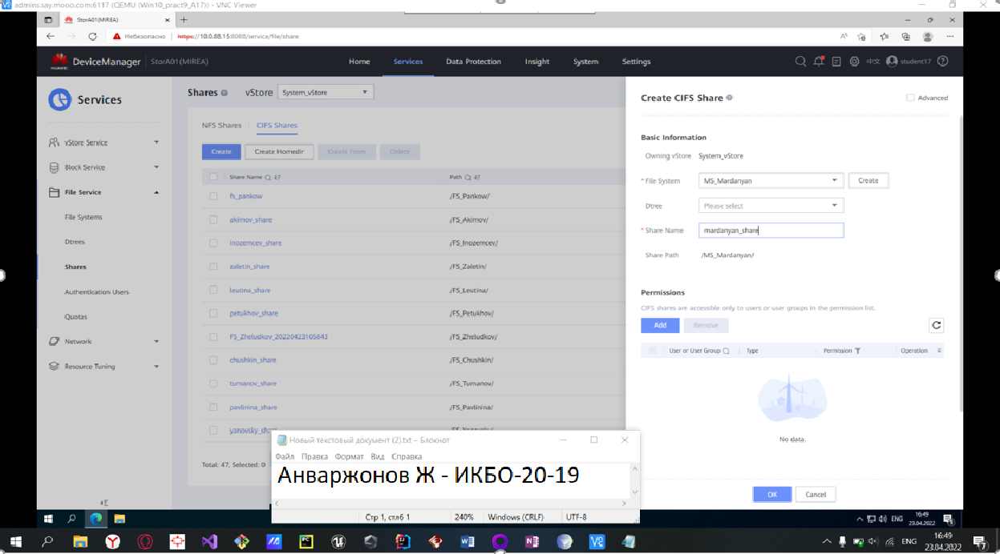 admins.say.mooo.com:6117 (QEMU (Win10_pract9_A17)) - VNC Viewer
StorA01(MIREA)
Небезопасно
https://10.0.88.15:8088/service/file/share
HUAWEI
DeviceManager
StorA01(MIREA)
Home
Services
Data Protection
Insight
System
Settings
中文
student17
Services
vStore Service
Block Service
File Service
File Systems
Dtrees
Shares
Authentication Users
Quotas
Network
Resource Tuning
Shares
vStore
System_vStore
NFS Shares
CIFS Shares
Create
Create Homedir
Create From
Delete
Share Name
Path
fs_pankow
/FS_Pankow/
akimov_share
/FS_Akimov/
inozemcev_share
/FS_Inozemcev/
zaletin_share
/FS_Zaletin/
leutina_share
/FS_Leutina/
petukhov_share
/FS_Petukhov/
FS_Zheludkov_20220423105843
/FS_Zheludkov/
chushkin_share
/FS_Chushkin/
tumanov_share
/FS_Tumanov/
pavlinina_share
/FS_Pavlinina/
yanovsky_share
Total: 47, Selected: 0
Create CIFS Share
Advanced
Basic Information
Owning vStore
System_vStore
* File System
MS_Mardanyan
Create
Dtree
Please select
* Share Name
mardanyan_share
Share Path
/MS_Mardanyan/
Permissions
CIFS shares are accessible only to users or user groups in the permission list.
Add
Remove
User or User Group
Type
Permission
Operation
No data.
OK
Cancel
Новый текстовый документ (2).txt – Блокнот
Файл Правка Формат Вид Справка
Анваржонов Ж - ИКБО-20-19
Стр 1, стлб 1
240%
Windows (CRLF)
UTF-8
ENG
16:49
23.04.2022
ENG
16:49
23.04.2022